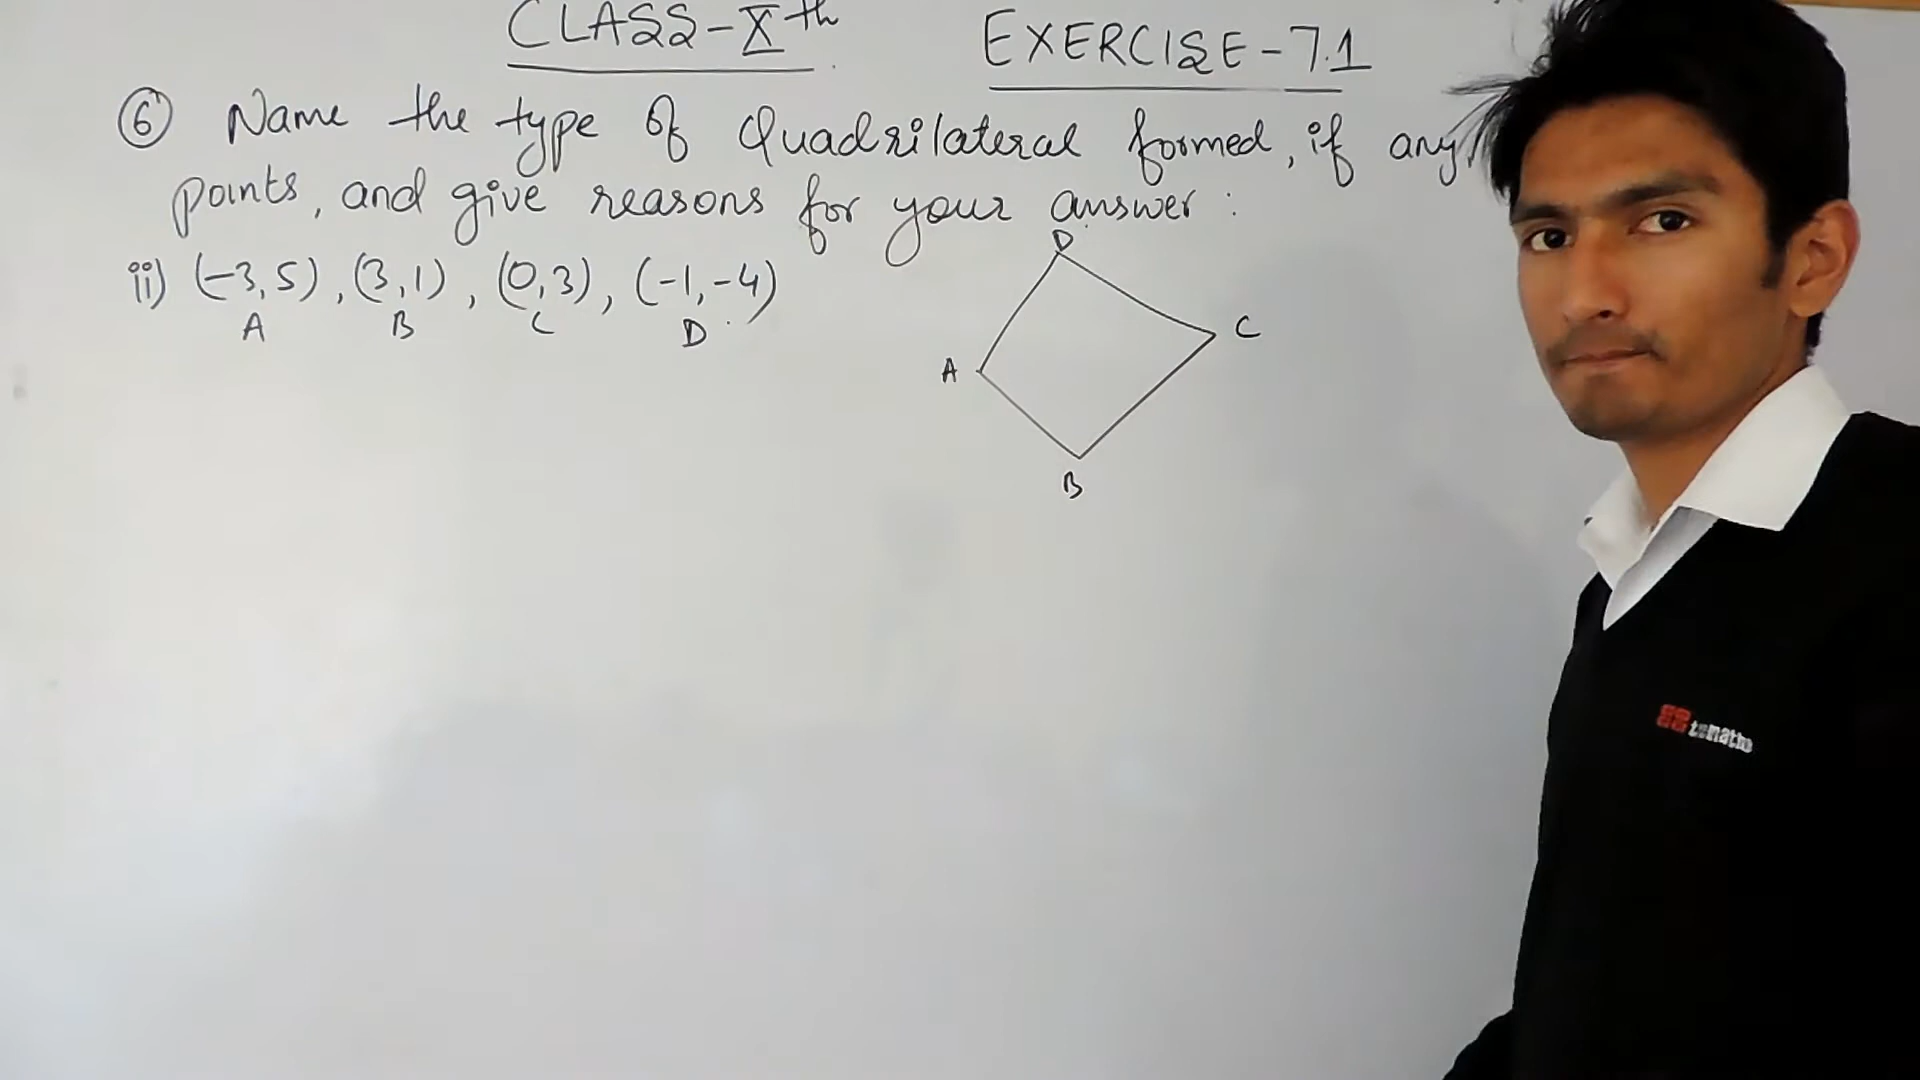 CLASS-Xth EXERCISE-7.1
6 Name the type of Quadrilateral formed, if any,
points, and give reasons for your answer :
ii) (-3,5), (3,1), (0,3), (-1,-4)
A B C D
D
C
A
B